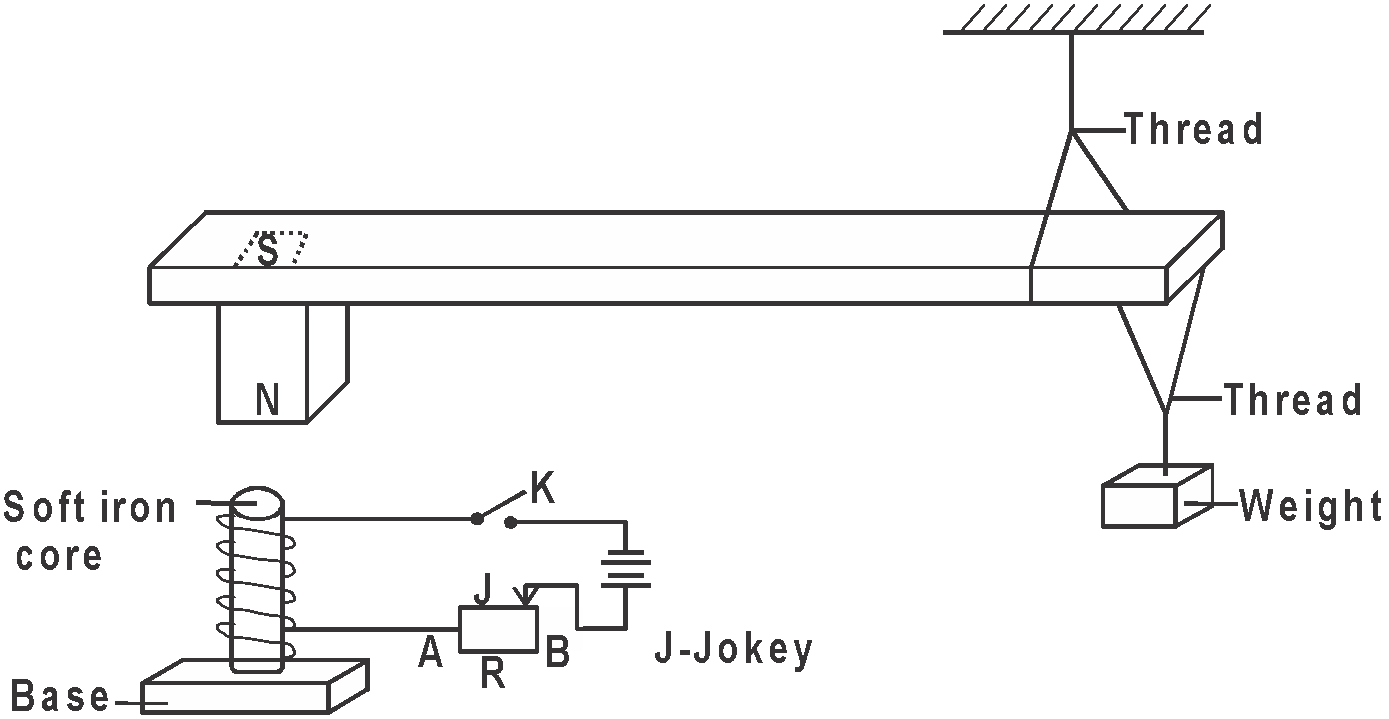 Thread
S
N
Thread
Soft iron
core
K
Weight
J
A
R
B
J-Jokey
Base